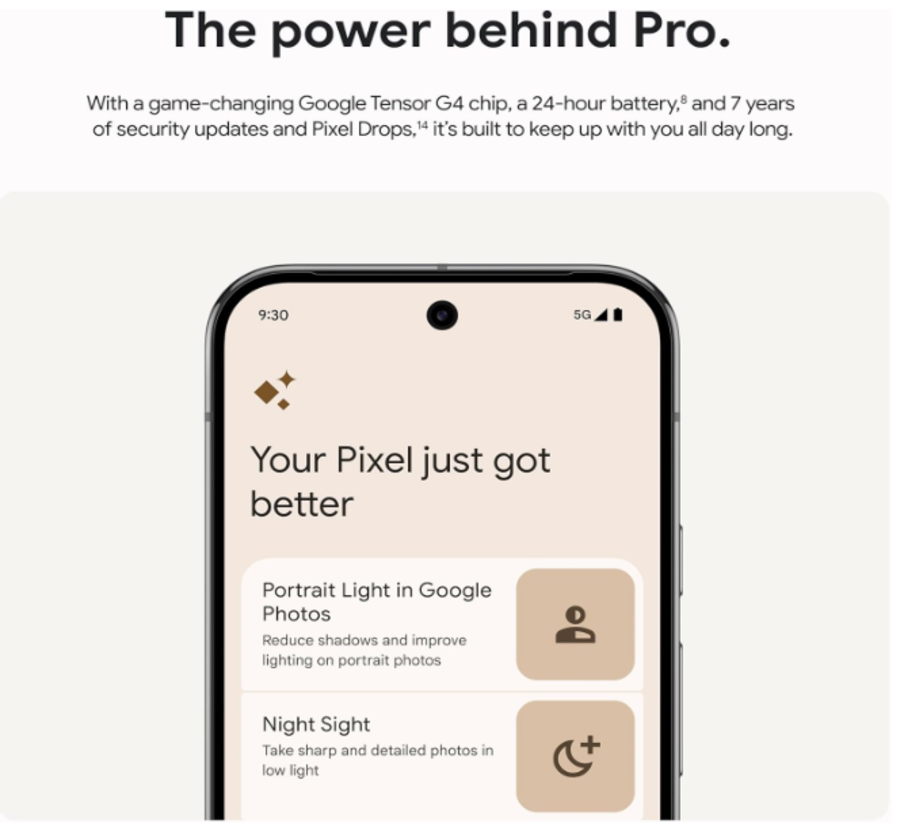 The power behind Pro.
With a game-changing Google Tensor G4 chip, a 24-hour battery,⁸ and 7 years
of security updates and Pixel Drops,¹⁴ it's built to keep up with you all day long.
9:30
5G
Your Pixel just got
better
Portrait Light in Google
Photos
Reduce shadows and improve
lighting on portrait photos
Night Sight
Take sharp and detailed photos in
low light